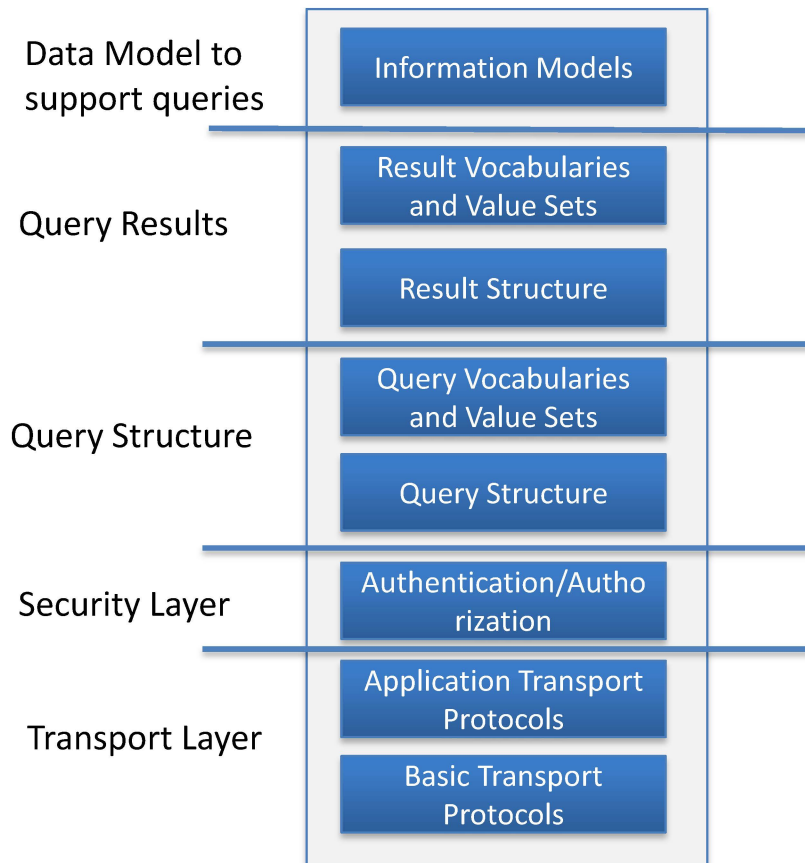 Data Model to
support queries
Information Models
Query Results
Result Vocabularies
and Value Sets
Result Structure
Query Structure
Query Vocabularies
and Value Sets
Query Structure
Security Layer
Authentication/Autho
rization
Transport Layer
Application Transport
Protocols
Basic Transport
Protocols